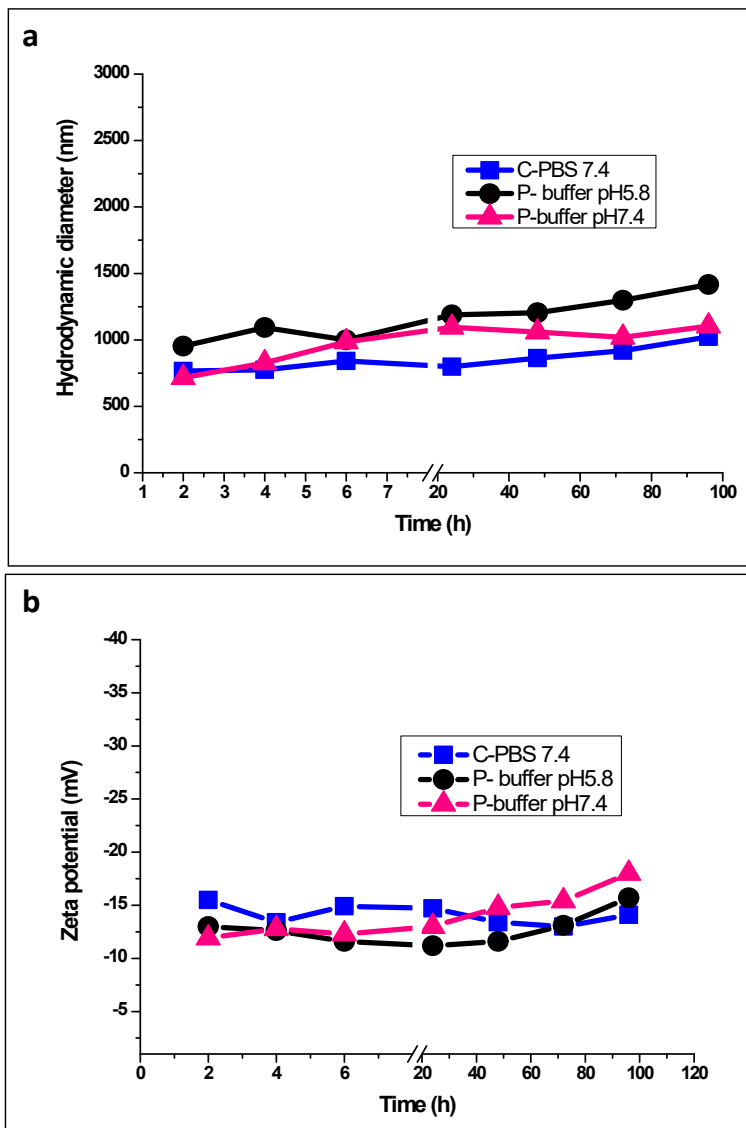 a
3000
2500
2000
1500
1000
500
0
Hydrodynamic diameter (nm)
C-PBS 7.4
P- buffer pH5.8
P-buffer pH7.4
1 2 3 4 5 6 7 20 40 60 80 100
Time (h)
b
-40
-35
-30
-25
-20
-15
-10
-5
Zeta potential (mV)
C-PBS 7.4
P- buffer pH5.8
P-buffer pH7.4
0 2 4 6 20 40 60 80 100 120
Time (h)